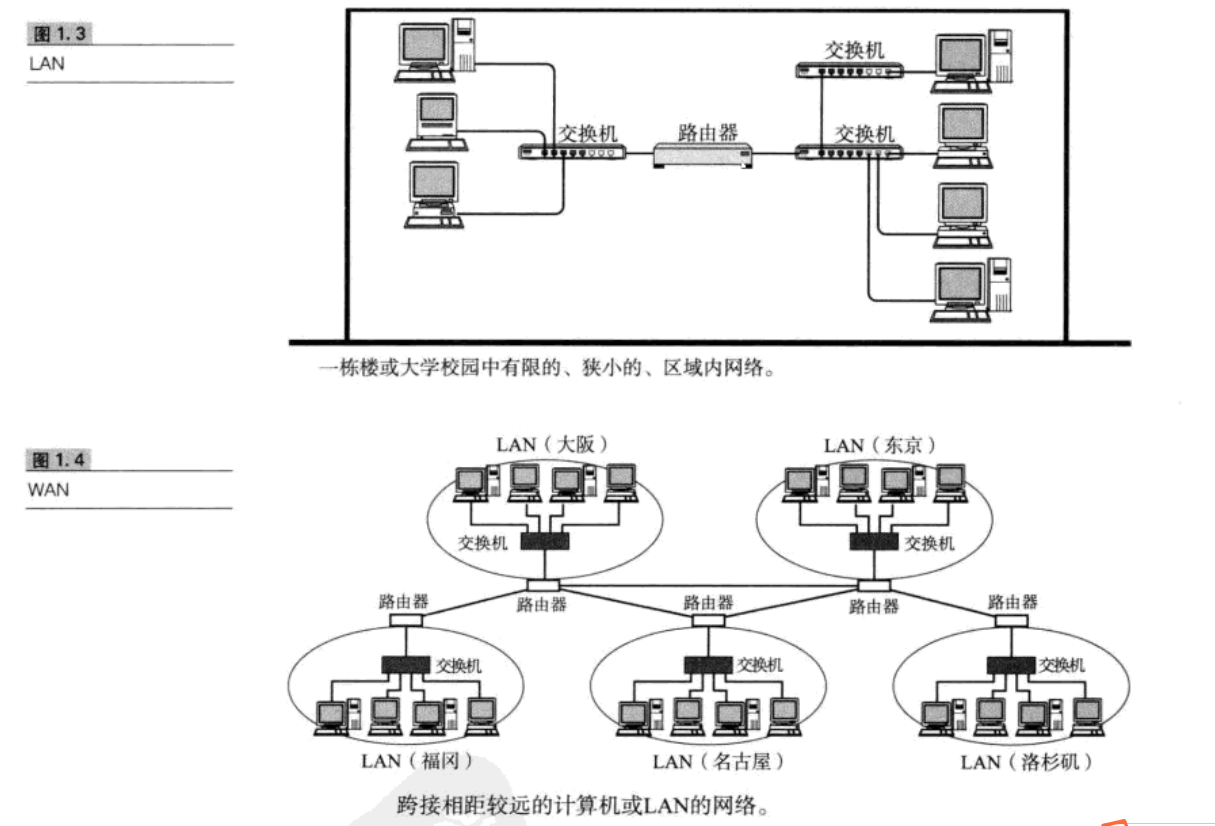 图 1.3
LAN
交换机
交换机
路由器
交换机
一栋楼或大学校园中有限的、狭小的、区域内网络。
图 1.4
WAN
LAN（大阪）
LAN（东京）
交换机
交换机
路由器
路由器
路由器
路由器
路由器
交换机
交换机
交换机
LAN（福冈）
LAN（名古屋）
LAN（洛杉矶）
跨接相距较远的计算机或LAN的网络。